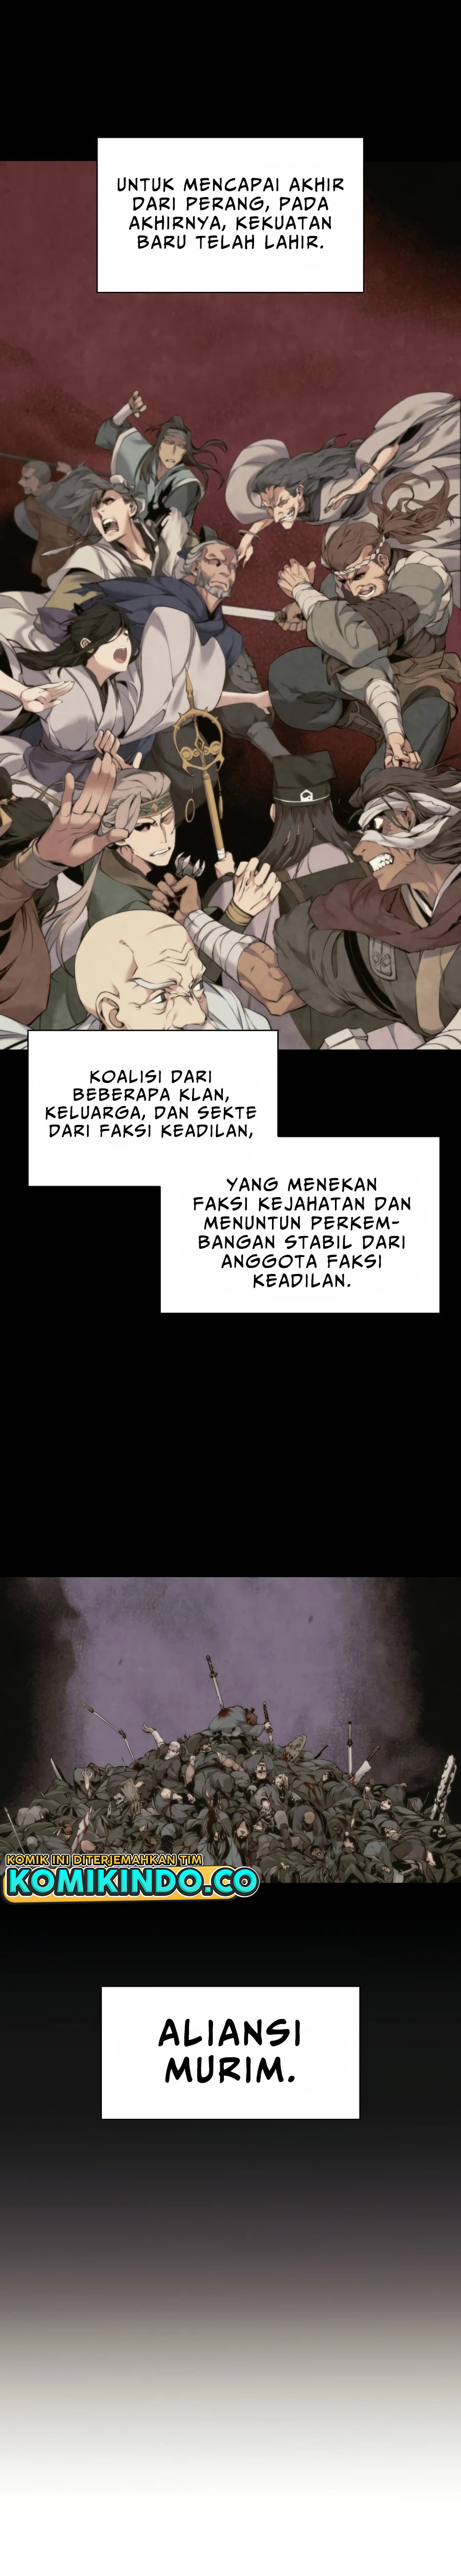 UNTUK MENCAPAI AKHIR
DARI PERANG, PADA
AKHIRNYA, KEKUATAN
BARU TELAH LAHIR.
KOALISI DARI
BEBERAPA KLAN,
KELUARGA, DAN SEKTE
DARI FAKSI KEADILAN,
YANG MENEKAN
FAKSI KEJAHATAN DAN
MENUNTUN PERKEM-
BANGAN STABIL DARI
ANGGOTA FAKSI
KEADILAN.
KOMIK INI DITERJEMAHKAN TIM
KOMIKINDO.CO
ALIANSI
MURIM.